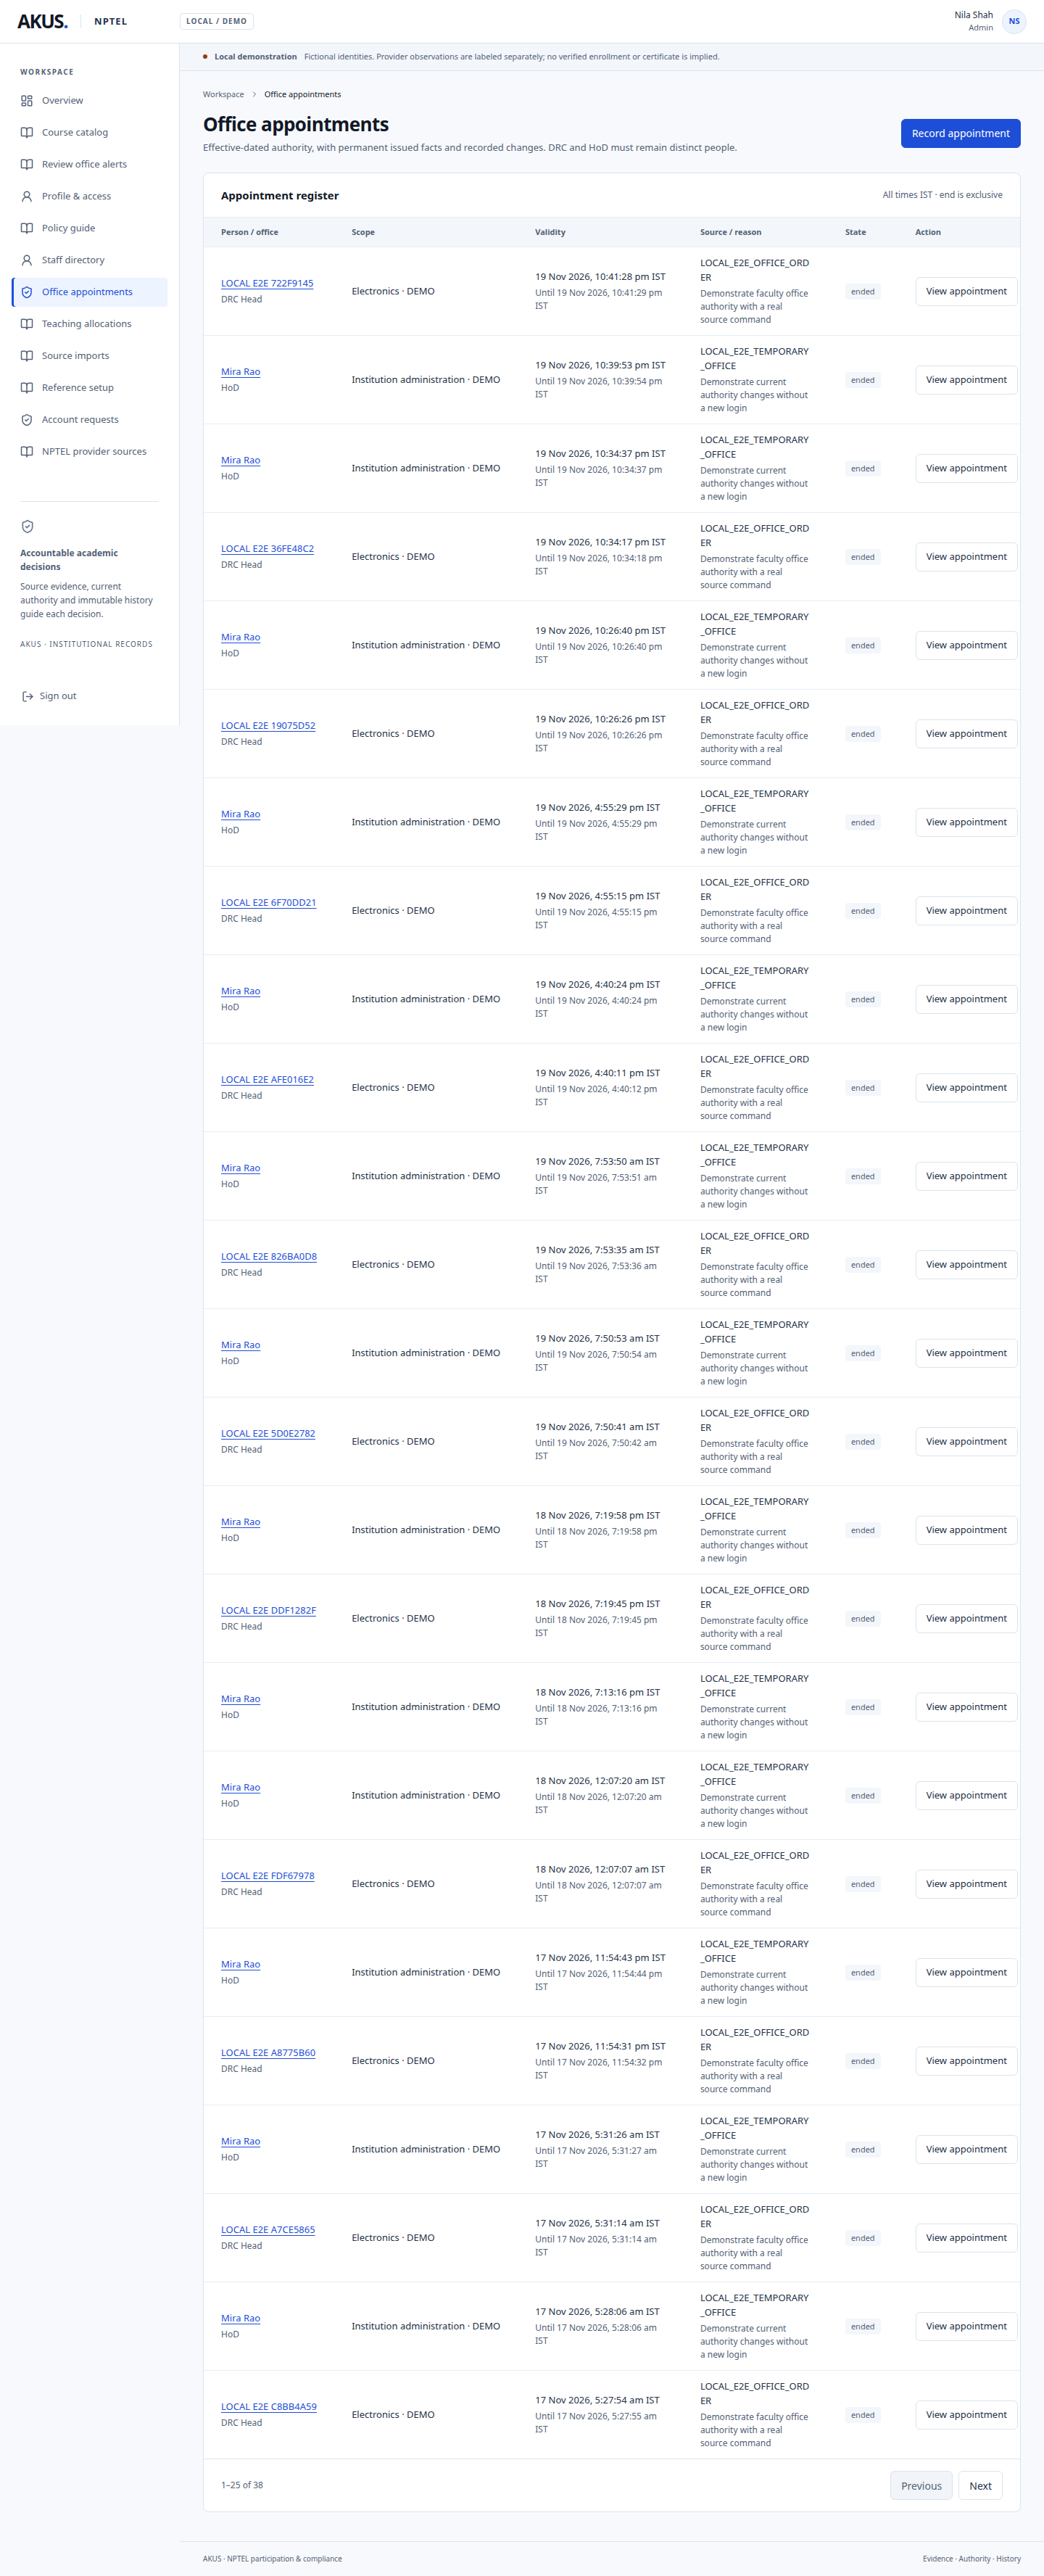 AKUS.
NPTEL
LOCAL / DEMO
Nila Shah
Admin
NS
WORKSPACE
Overview
Course catalog
Review office alerts
Profile & access
Policy guide
Staff directory
Office appointments
Teaching allocations
Source imports
Reference setup
Account requests
NPTEL provider sources
Accountable academic
decisions
Source evidence, current
authority and immutable history
guide each decision.
AKUS · INSTITUTIONAL RECORDS
Sign out
Local demonstration Fictional identities. Provider observations are labeled separately; no verified enrollment or certificate is implied.
Workspace > Office appointments
Office appointments
Effective-dated authority, with permanent issued facts and recorded changes. DRC and HoD must remain distinct people.
Record appointment
Appointment register
All times IST · end is exclusive
Person / office Scope Validity Source / reason State Action
LOCAL E2E 722F9145
DRC Head
Electronics · DEMO
19 Nov 2026, 10:41:28 pm IST
Until 19 Nov 2026, 10:41:29 pm
IST
LOCAL_E2E_OFFICE_ORD
ER
Demonstrate faculty office
authority with a real
source command
ended
View appointment
Mira Rao
HoD
Institution administration · DEMO
19 Nov 2026, 10:39:53 pm IST
Until 19 Nov 2026, 10:39:54 pm
IST
LOCAL_E2E_TEMPORARY
_OFFICE
Demonstrate current
authority changes without
a new login
ended
View appointment
Mira Rao
HoD
Institution administration · DEMO
19 Nov 2026, 10:34:37 pm IST
Until 19 Nov 2026, 10:34:37 pm
IST
LOCAL_E2E_TEMPORARY
_OFFICE
Demonstrate current
authority changes without
a new login
ended
View appointment
LOCAL E2E 36FE48C2
DRC Head
Electronics · DEMO
19 Nov 2026, 10:34:17 pm IST
Until 19 Nov 2026, 10:34:18 pm
IST
LOCAL_E2E_OFFICE_ORD
ER
Demonstrate faculty office
authority with a real
source command
ended
View appointment
Mira Rao
HoD
Institution administration · DEMO
19 Nov 2026, 10:26:40 pm IST
Until 19 Nov 2026, 10:26:40 pm
IST
LOCAL_E2E_TEMPORARY
_OFFICE
Demonstrate current
authority changes without
a new login
ended
View appointment
LOCAL E2E 19075D52
DRC Head
Electronics · DEMO
19 Nov 2026, 10:26:26 pm IST
Until 19 Nov 2026, 10:26:26 pm
IST
LOCAL_E2E_OFFICE_ORD
ER
Demonstrate faculty office
authority with a real
source command
ended
View appointment
Mira Rao
HoD
Institution administration · DEMO
19 Nov 2026, 4:55:29 pm IST
Until 19 Nov 2026, 4:55:29 pm
IST
LOCAL_E2E_TEMPORARY
_OFFICE
Demonstrate current
authority changes without
a new login
ended
View appointment
LOCAL E2E 6F70DD21
DRC Head
Electronics · DEMO
19 Nov 2026, 4:55:15 pm IST
Until 19 Nov 2026, 4:55:15 pm
IST
LOCAL_E2E_OFFICE_ORD
ER
Demonstrate faculty office
authority with a real
source command
ended
View appointment
Mira Rao
HoD
Institution administration · DEMO
19 Nov 2026, 4:40:24 pm IST
Until 19 Nov 2026, 4:40:24 pm
IST
LOCAL_E2E_TEMPORARY
_OFFICE
Demonstrate current
authority changes without
a new login
ended
View appointment
LOCAL E2E AFE016E2
DRC Head
Electronics · DEMO
19 Nov 2026, 4:40:11 pm IST
Until 19 Nov 2026, 4:40:12 pm
IST
LOCAL_E2E_OFFICE_ORD
ER
Demonstrate faculty office
authority with a real
source command
ended
View appointment
Mira Rao
HoD
Institution administration · DEMO
19 Nov 2026, 7:53:50 am IST
Until 19 Nov 2026, 7:53:51 am
IST
LOCAL_E2E_TEMPORARY
_OFFICE
Demonstrate current
authority changes without
a new login
ended
View appointment
LOCAL E2E 826BA0D8
DRC Head
Electronics · DEMO
19 Nov 2026, 7:53:35 am IST
Until 19 Nov 2026, 7:53:36 am
IST
LOCAL_E2E_OFFICE_ORD
ER
Demonstrate faculty office
authority with a real
source command
ended
View appointment
Mira Rao
HoD
Institution administration · DEMO
19 Nov 2026, 7:50:53 am IST
Until 19 Nov 2026, 7:50:54 am
IST
LOCAL_E2E_TEMPORARY
_OFFICE
Demonstrate current
authority changes without
a new login
ended
View appointment
LOCAL E2E 5D0E2782
DRC Head
Electronics · DEMO
19 Nov 2026, 7:50:41 am IST
Until 19 Nov 2026, 7:50:42 am
IST
LOCAL_E2E_OFFICE_ORD
ER
Demonstrate faculty office
authority with a real
source command
ended
View appointment
Mira Rao
HoD
Institution administration · DEMO
18 Nov 2026, 7:19:58 pm IST
Until 18 Nov 2026, 7:19:58 pm
IST
LOCAL_E2E_TEMPORARY
_OFFICE
Demonstrate current
authority changes without
a new login
ended
View appointment
LOCAL E2E DDF1282F
DRC Head
Electronics · DEMO
18 Nov 2026, 7:19:45 pm IST
Until 18 Nov 2026, 7:19:45 pm
IST
LOCAL_E2E_OFFICE_ORD
ER
Demonstrate faculty office
authority with a real
source command
ended
View appointment
Mira Rao
HoD
Institution administration · DEMO
18 Nov 2026, 7:13:16 pm IST
Until 18 Nov 2026, 7:13:16 pm
IST
LOCAL_E2E_TEMPORARY
_OFFICE
Demonstrate current
authority changes without
a new login
ended
View appointment
Mira Rao
HoD
Institution administration · DEMO
18 Nov 2026, 12:07:20 am IST
Until 18 Nov 2026, 12:07:20 am
IST
LOCAL_E2E_TEMPORARY
_OFFICE
Demonstrate current
authority changes without
a new login
ended
View appointment
LOCAL E2E FDF67978
DRC Head
Electronics · DEMO
18 Nov 2026, 12:07:07 am IST
Until 18 Nov 2026, 12:07:07 am
IST
LOCAL_E2E_OFFICE_ORD
ER
Demonstrate faculty office
authority with a real
source command
ended
View appointment
Mira Rao
HoD
Institution administration · DEMO
17 Nov 2026, 11:54:43 pm IST
Until 17 Nov 2026, 11:54:44 pm
IST
LOCAL_E2E_TEMPORARY
_OFFICE
Demonstrate current
authority changes without
a new login
ended
View appointment
LOCAL E2E A8775B60
DRC Head
Electronics · DEMO
17 Nov 2026, 11:54:31 pm IST
Until 17 Nov 2026, 11:54:32 pm
IST
LOCAL_E2E_OFFICE_ORD
ER
Demonstrate faculty office
authority with a real
source command
ended
View appointment
Mira Rao
HoD
Institution administration · DEMO
17 Nov 2026, 5:31:26 am IST
Until 17 Nov 2026, 5:31:27 am
IST
LOCAL_E2E_TEMPORARY
_OFFICE
Demonstrate current
authority changes without
a new login
ended
View appointment
LOCAL E2E A7CE5865
DRC Head
Electronics · DEMO
17 Nov 2026, 5:31:14 am IST
Until 17 Nov 2026, 5:31:14 am
IST
LOCAL_E2E_OFFICE_ORD
ER
Demonstrate faculty office
authority with a real
source command
ended
View appointment
Mira Rao
HoD
Institution administration · DEMO
17 Nov 2026, 5:28:06 am IST
Until 17 Nov 2026, 5:28:06 am
IST
LOCAL_E2E_TEMPORARY
_OFFICE
Demonstrate current
authority changes without
a new login
ended
View appointment
LOCAL E2E C8BB4A59
DRC Head
Electronics · DEMO
17 Nov 2026, 5:27:54 am IST
Until 17 Nov 2026, 5:27:55 am
IST
LOCAL_E2E_OFFICE_ORD
ER
Demonstrate faculty office
authority with a real
source command
ended
View appointment
1–25 of 38
Previous
Next
AKUS · NPTEL participation & compliance
Evidence · Authority · History